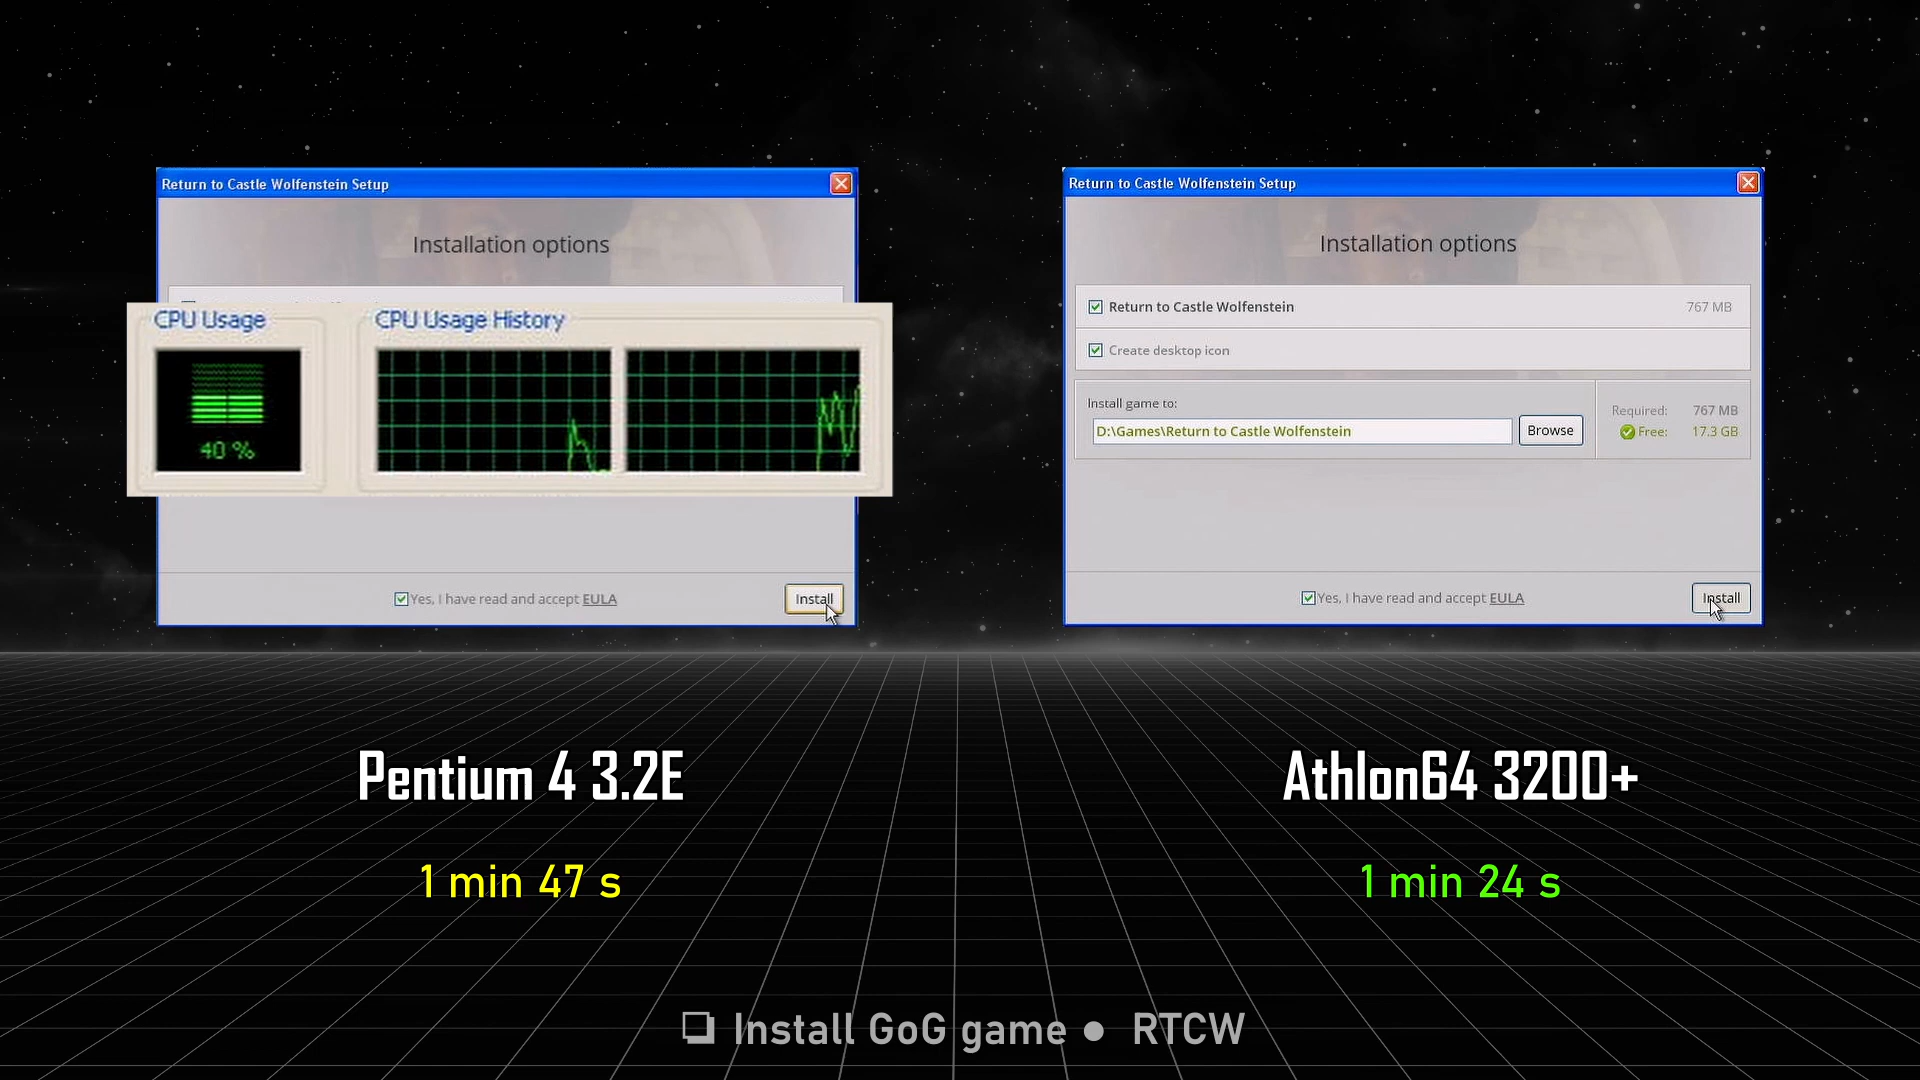 Return to Castle Wolfenstein Setup
Installation options
CPU Usage
40 %
CPU Usage History
Yes, I have read and accept EULA
Install
Return to Castle Wolfenstein Setup
Installation options
Return to Castle Wolfenstein
767 MB
Create desktop icon
Install game to:
D:\Games\Return to Castle Wolfenstein
Browse
Required: 767 MB
Free: 17.3 GB
Yes, I have read and accept EULA
Install
Pentium 4 3.2E
Athlon64 3200+
1 min 47 s
1 min 24 s
Install GoG game ● RTCW